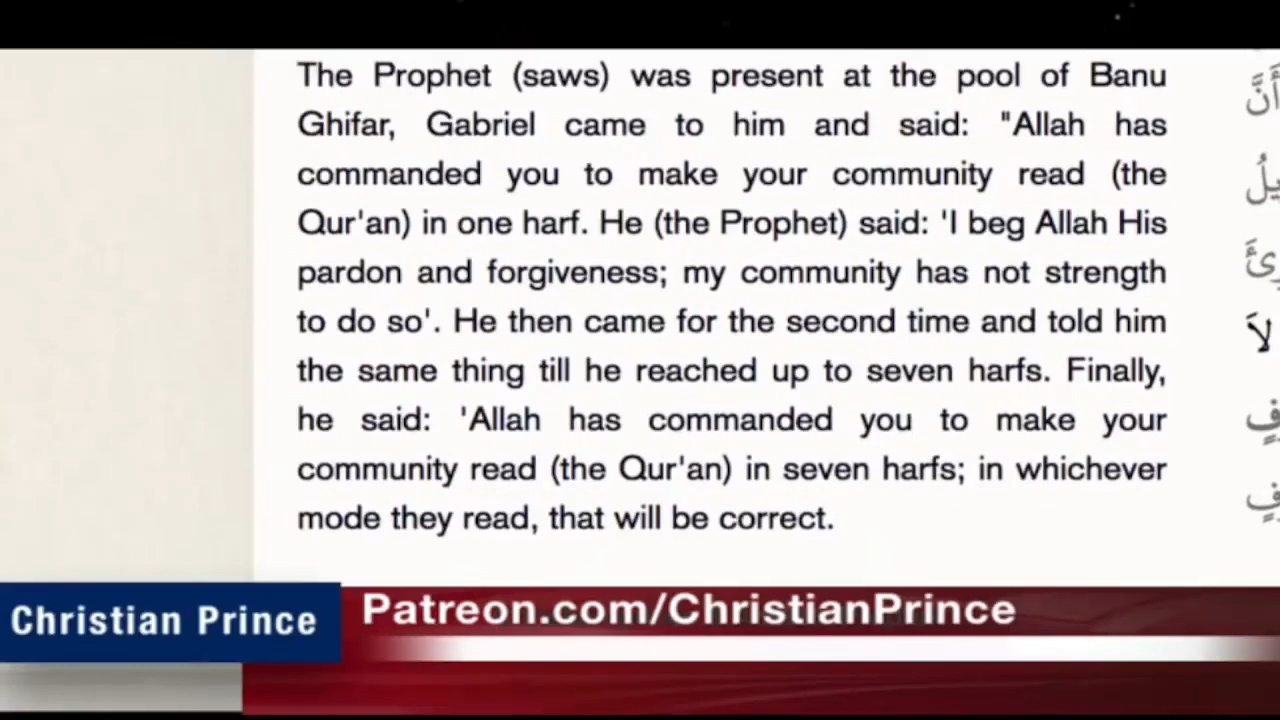 The Prophet (saws) was present at the pool of Banu
Ghifar, Gabriel came to him and said: "Allah has
commanded you to make your community read (the
Qur'an) in one harf. He (the Prophet) said: 'I beg Allah His
pardon and forgiveness; my community has not strength
to do so'. He then came for the second time and told him
the same thing till he reached up to seven harfs. Finally,
he said: 'Allah has commanded you to make your
community read (the Qur'an) in seven harfs; in whichever
mode they read, that will be correct.
Christian Prince
Patreon.com/ChristianPrince